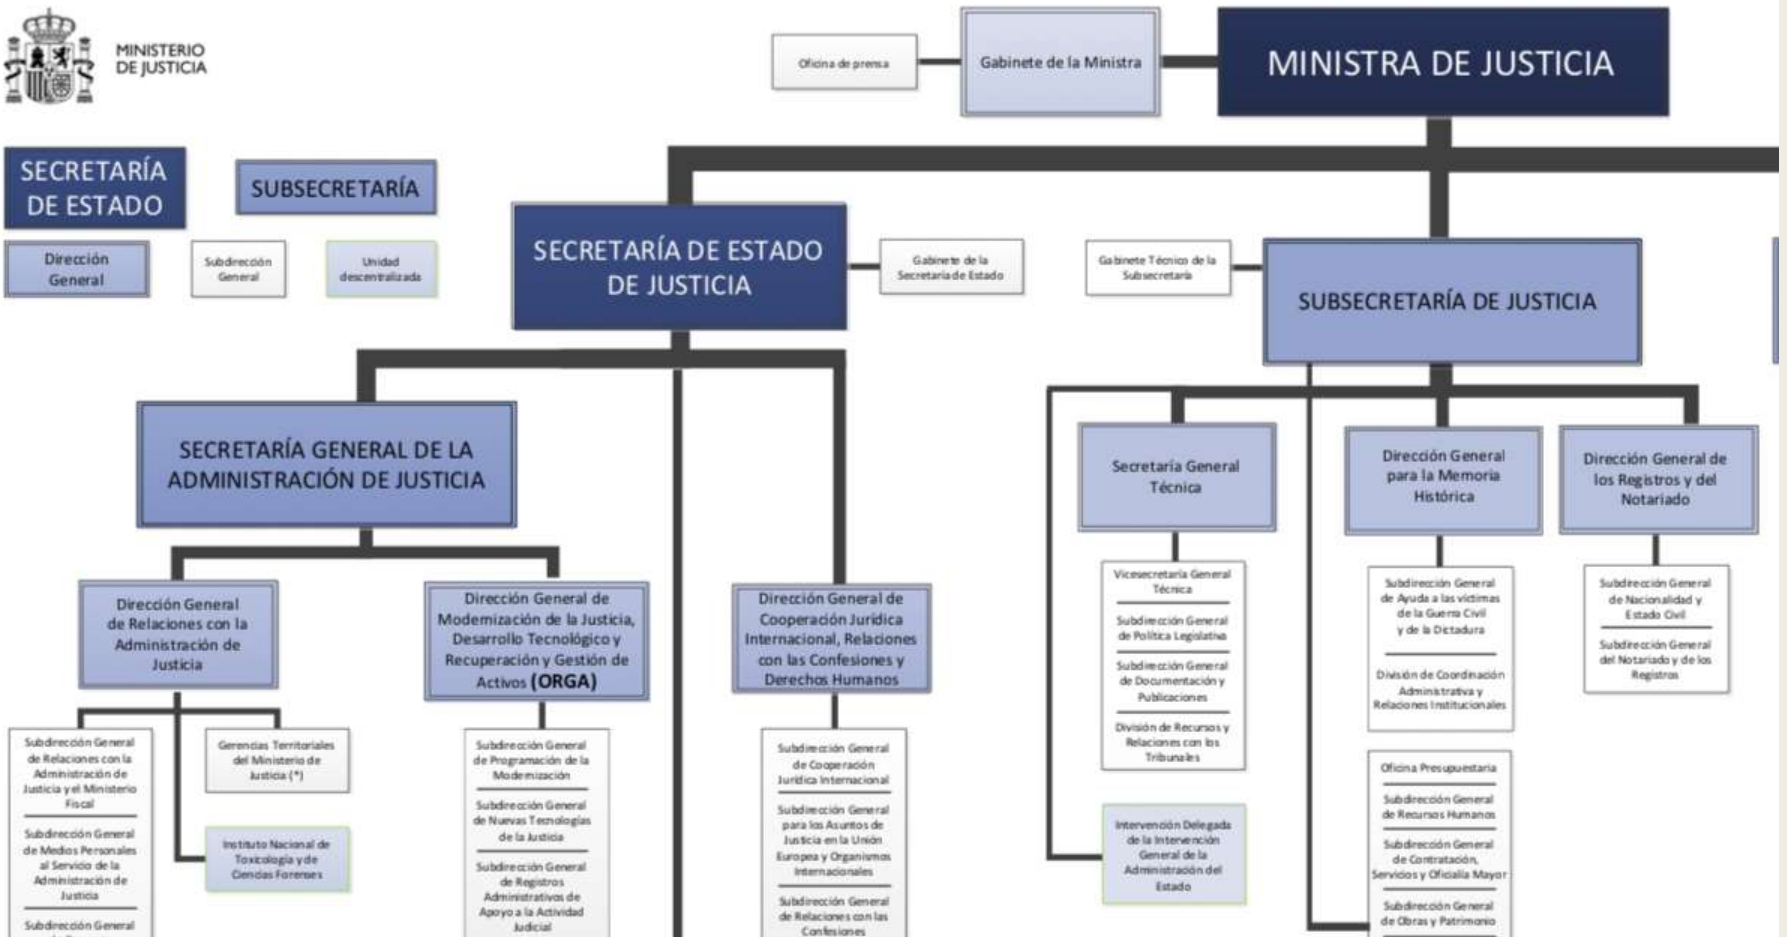 MINISTERIO
DE JUSTICIA
Oficina de prensa
Gabinete de la Ministra
MINISTRA DE JUSTICIA
SECRETARÍA
DE ESTADO
SUBSECRETARÍA
Dirección
General
Subdirección
General
Unidad
descentralizada
SECRETARÍA DE ESTADO
DE JUSTICIA
Gabinete de la
Secretaría de Estado
Gabinete Técnico de la
Subsecretaría
SUBSECRETARÍA DE JUSTICIA
SECRETARÍA GENERAL DE LA
ADMINISTRACIÓN DE JUSTICIA
Secretaría General
Técnica
Dirección General
para la Memoria
Histórica
Dirección General de
los Registros y del
Notariado
Dirección General
de Relaciones con la
Administración de
Justicia
Dirección General de
Modernización de la Justicia,
Desarrollo Tecnológico y
Recuperación y Gestión de
Activos (ORGA)
Dirección General de
Cooperación Jurídica
Internacional, Relaciones
con las Confesiones y
Derechos Humanos
Vicesecretaría General
Técnica
Subdirección General
de Política Legislativa
Subdirección General
de Documentación y
Publicaciones
División de Recursos y
Relaciones con los
Tribunales
Subdirección General
de Ayuda a las víctimas
de la Guerra Civil
y de la Dictadura
División de Coordinación
Administrativa y
Relaciones Institucionales
Subdirección General
de Nacionalidad y
Estado Civil
Subdirección General
del Notariado y de los
Registros
Subdirección General
de Relaciones con la
Administración de
Justicia y el Ministerio
Fiscal
Subdirección General
de Medios Personales
al Servicio de la
Administración de
Justicia
Subdirección General
Gerencias Territoriales
del Ministerio de
Justicia (*)
Instituto Nacional de
Toxicología y de
Ciencias Forenses
Subdirección General
de Programación de la
Modernización
Subdirección General
de Nuevas Tecnologías
de la Justicia
Subdirección General
de Registros
Administrativos de
Apoyo a la Actividad
Judicial
Subdirección General
de Cooperación
Jurídica Internacional
Subdirección General
para los Asuntos de
Justicia en la Unión
Europea y Organismos
Internacionales
Subdirección General
de Relaciones con las
Confesiones
Intervención Delegada
de la Intervención
General de la
Administración del
Estado
Oficina Presupuestaria
Subdirección General
de Recursos Humanos
Subdirección General
de Contratación,
Servicios y Oficialía Mayor
Subdirección General
de Obras y Patrimonio